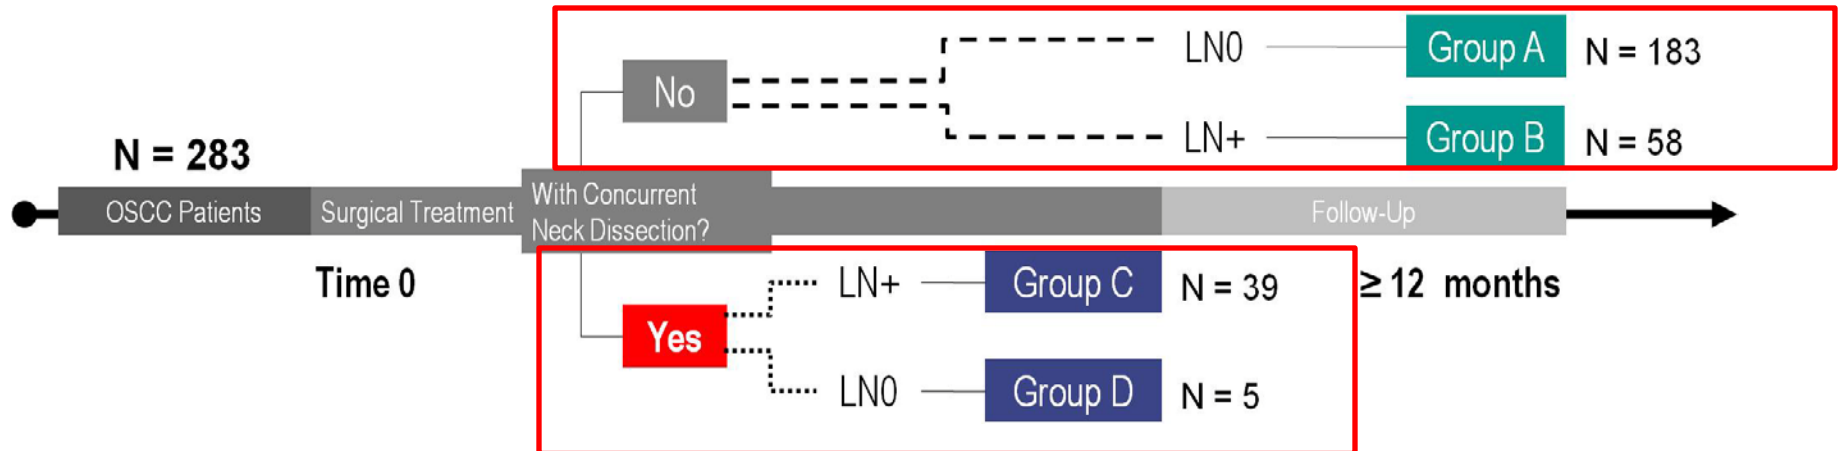 LN0 Group A N = 183
No
LN+ Group B N = 58
N = 283
OSCC Patients Surgical Treatment With Concurrent
Neck Dissection? Follow-Up
Time 0 LN+ Group C N = 39 ≥ 12 months
Yes
LN0 Group D N = 5